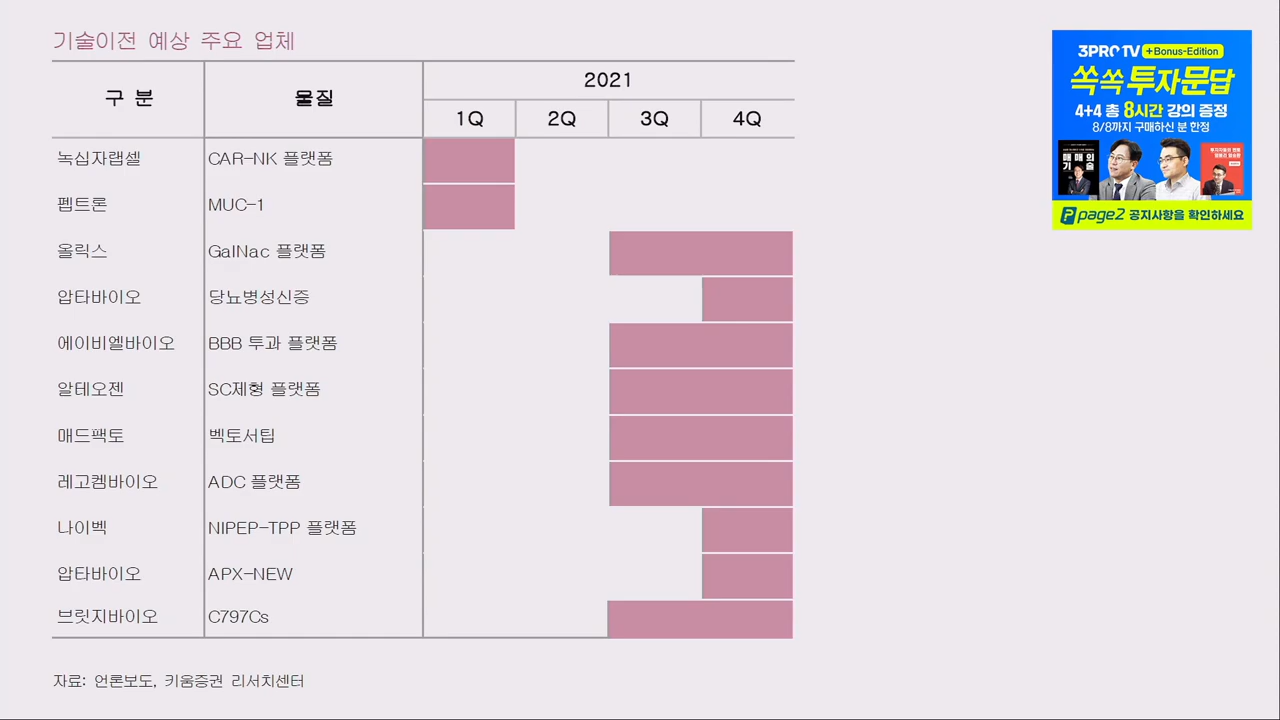 기술이전 예상 주요 업체
구 분 물질 2021
1Q 2Q 3Q 4Q
녹십자랩셀 CAR-NK 플랫폼
펩트론 MUC-1
올릭스 GalNac 플랫폼
압타바이오 당뇨병성신증
에이비엘바이오 BBB 투과 플랫폼
알테오젠 SC제형 플랫폼
매드팩토 벡토서팁
레고켐바이오 ADC 플랫폼
나이벡 NIPEP-TPP 플랫폼
압타바이오 APX-NEW
브릿지바이오 C797Cs
자료: 언론보도, 키움증권 리서치센터
3PRO TV +Bonus-Edition
쏙쏙 투자문답
4+4 총 8시간 강의 증정
8/8까지 구매하신 분 한정
매매의
기술
page2 공지사항을 확인하세요